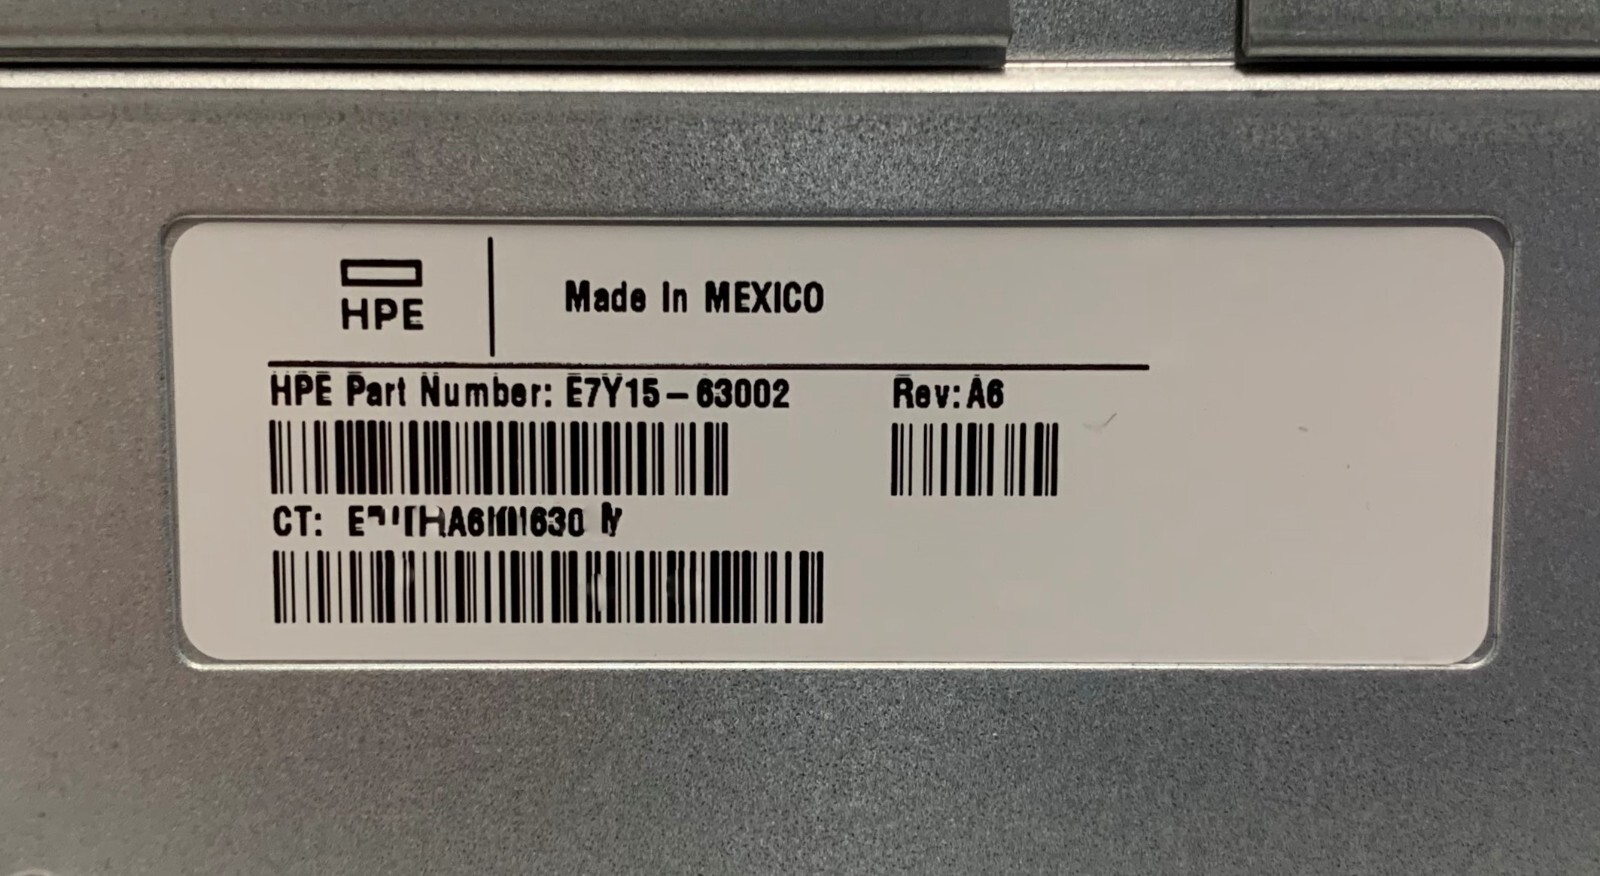 HPE
Made In MEXICO
HPE Part Number: E7Y15-63002
Rev: A6
CT: